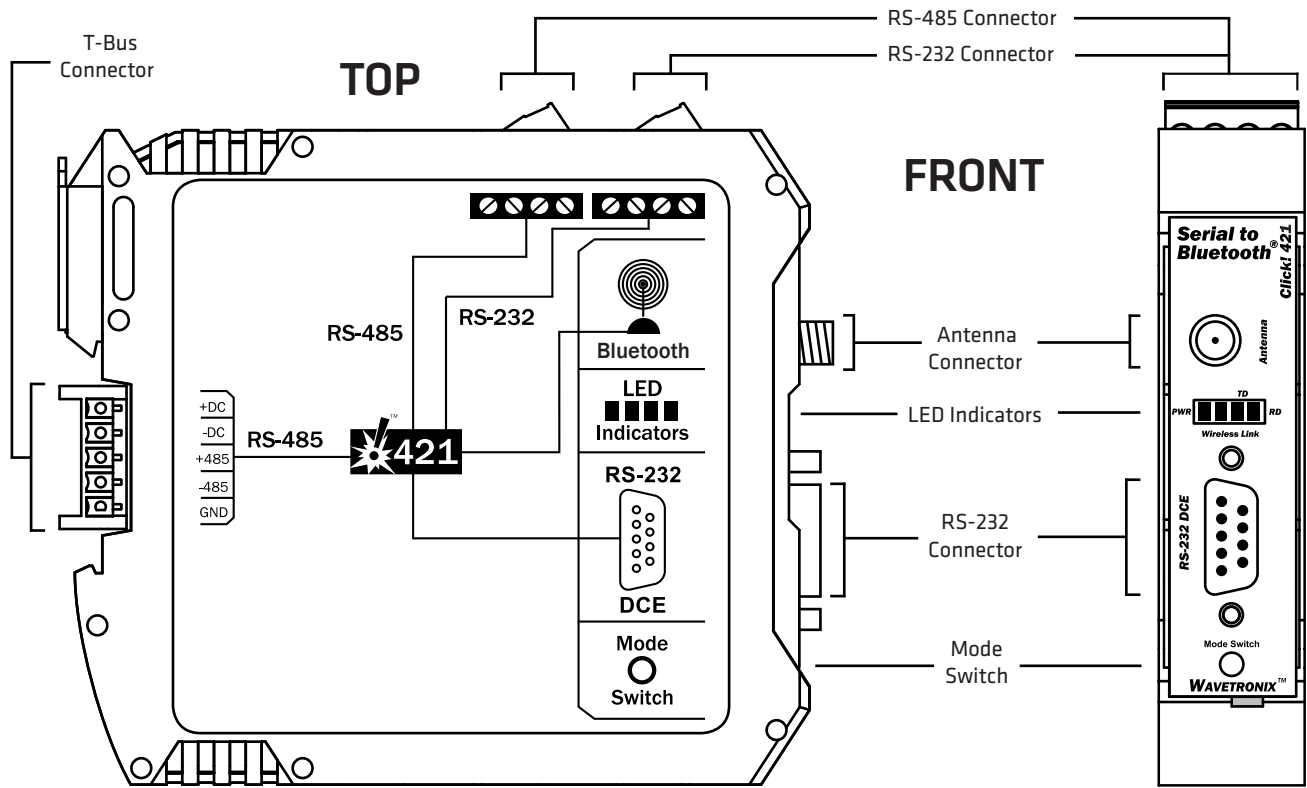 RS-485 Connector
RS-232 Connector
T-Bus
Connector
TOP
FRONT
RS-485
RS-232
Bluetooth
LED
Indicators
+DC
-DC
+485
-485
GND
RS-485
421
™
RS-232
DCE
Mode
Switch
Antenna
Connector
LED Indicators
RS-232
Connector
Mode
Switch
Serial to
Bluetooth®
Click! 421
Antenna
TD
PWR
RD
Wireless Link
RS-232 DCE
Mode Switch
WAVETRONIX™